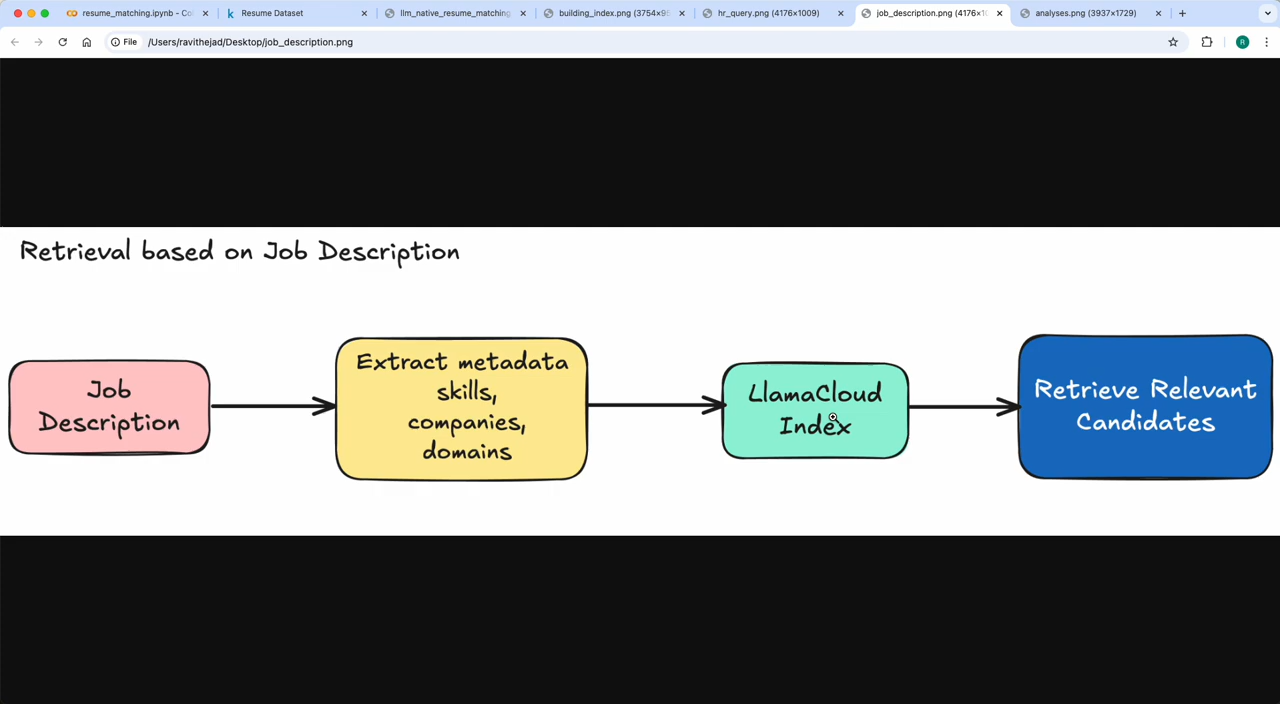 resume_matching.ipynb - Co
Resume Dataset
llm_native_resume_matching
building_index.png (3754×9
hr_query.png (4176×1009)
job_description.png (4176×1
analyses.png (3937×1729)
File
/Users/ravithejad/Desktop/job_description.png
R
Retrieval based on Job Description
Job
Description
Extract metadata
skills,
companies,
domains
LlamaCloud
Index
Retrieve Relevant
Candidates